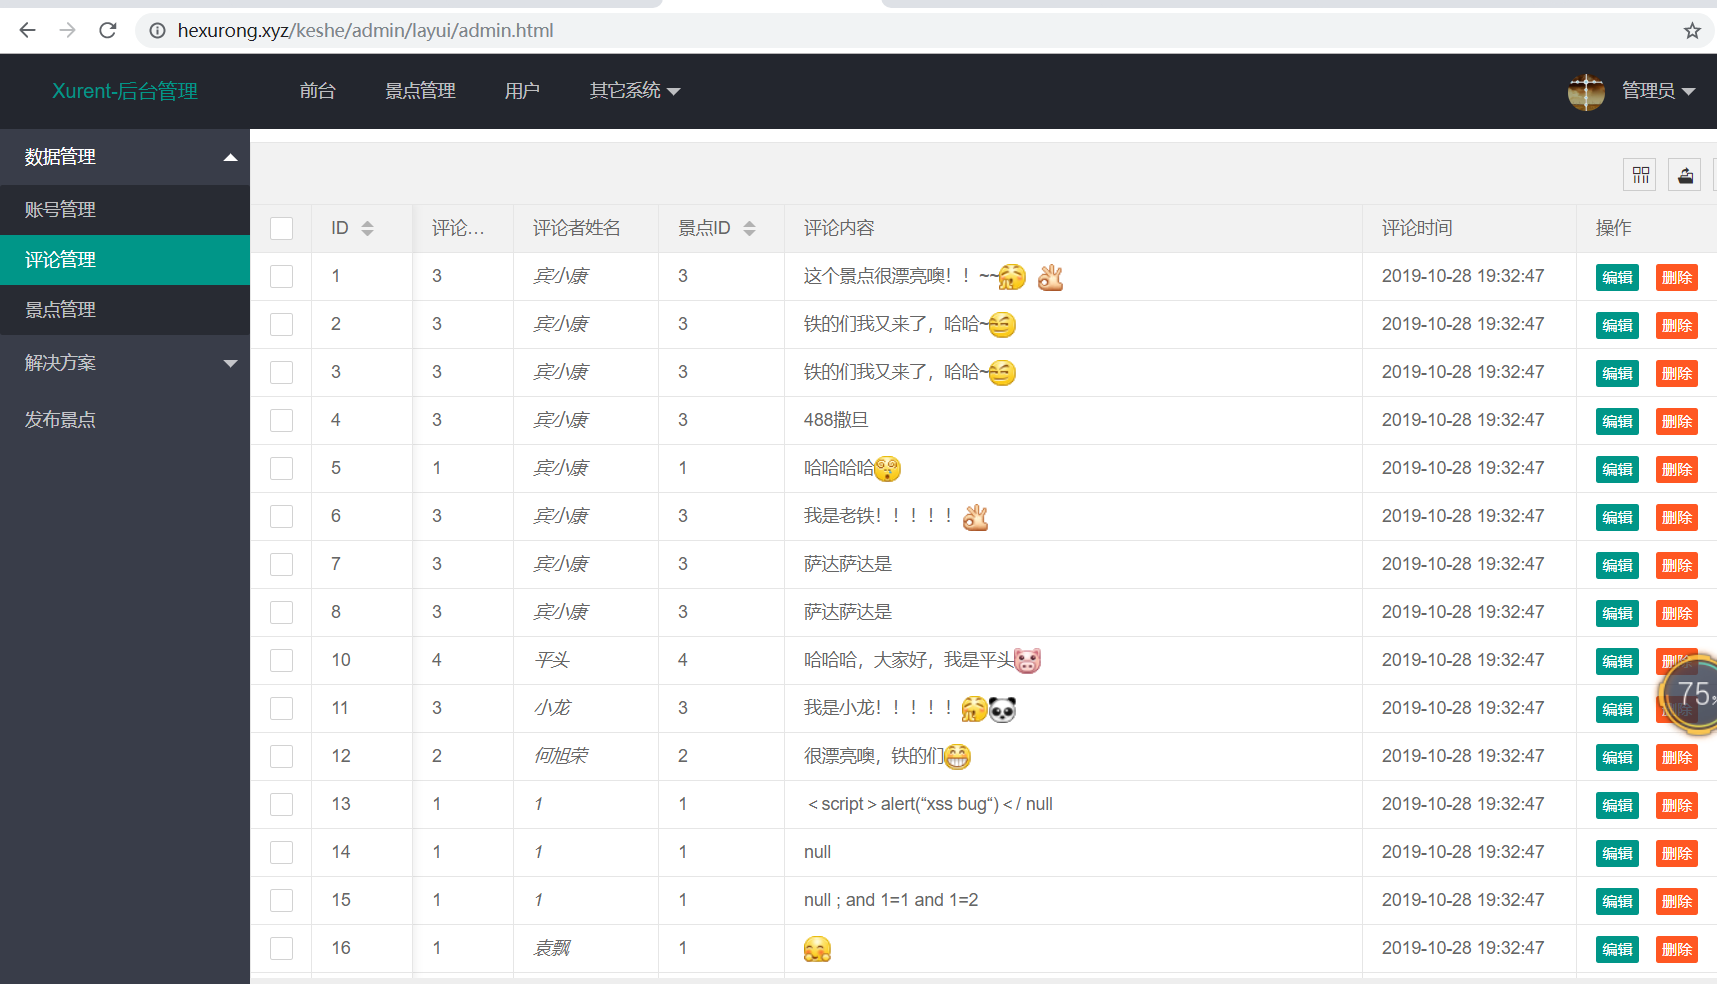 hexurong.xyz/keshe/admin/layui/admin.html
Xurent-后台管理 前台 景点管理 用户 其它系统 管理员
数据管理
账号管理
评论管理
景点管理
解决方案
发布景点
ID 评论... 评论者姓名 景点ID 评论内容 评论时间 操作
1 3 宾小康 3 这个景点很漂亮噢！！~~ 2019-10-28 19:32:47 编辑 删除
2 3 宾小康 3 铁的们我又来了，哈哈~ 2019-10-28 19:32:47 编辑 删除
3 3 宾小康 3 铁的们我又来了，哈哈~ 2019-10-28 19:32:47 编辑 删除
4 3 宾小康 3 488撒旦 2019-10-28 19:32:47 编辑 删除
5 1 宾小康 1 哈哈哈哈 2019-10-28 19:32:47 编辑 删除
6 3 宾小康 3 我是老铁！！！！！ 2019-10-28 19:32:47 编辑 删除
7 3 宾小康 3 萨达萨达是 2019-10-28 19:32:47 编辑 删除
8 3 宾小康 3 萨达萨达是 2019-10-28 19:32:47 编辑 删除
10 4 平头 4 哈哈哈，大家好，我是平头 2019-10-28 19:32:47 编辑 删除
11 3 小龙 3 我是小龙！！！！！ 2019-10-28 19:32:47 编辑 删除
75%
12 2 何旭荣 2 很漂亮噢，铁的们 2019-10-28 19:32:47 编辑 删除
13 1 1 1 ＜script＞alert(“xss bug“)＜/ null 2019-10-28 19:32:47 编辑 删除
14 1 1 1 null 2019-10-28 19:32:47 编辑 删除
15 1 1 1 null ; and 1=1 and 1=2 2019-10-28 19:32:47 编辑 删除
16 1 袁飘 1 2019-10-28 19:32:47 编辑 删除